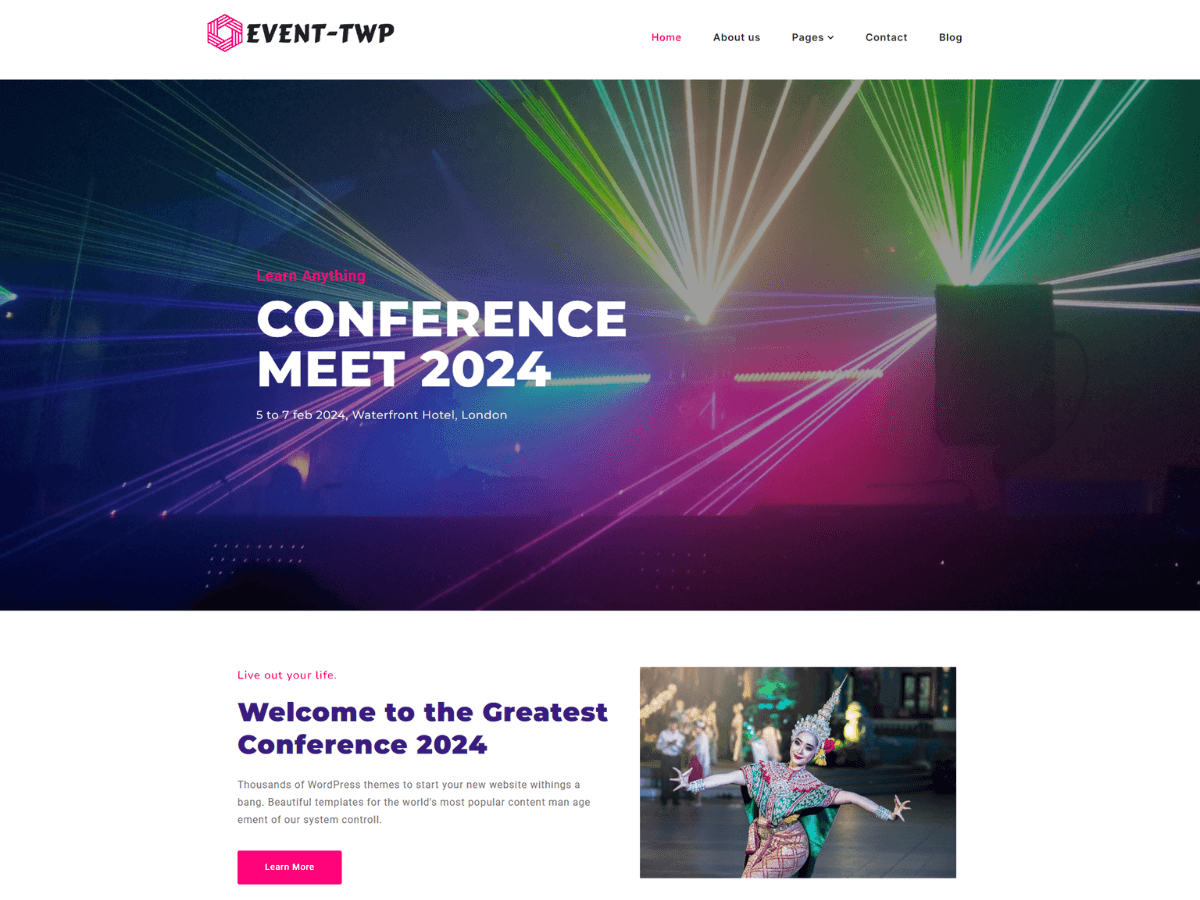 EVENT-TWP
Home About us Pages Contact Blog
Learn Anything
CONFERENCE
MEET 2024
5 to 7 feb 2024, Waterfront Hotel, London
Live out your life.
Welcome to the Greatest
Conference 2024
Thousands of WordPress themes to start your new website withings a
bang. Beautiful templates for the world's most popular content man age
ement of our system controll.
Learn More